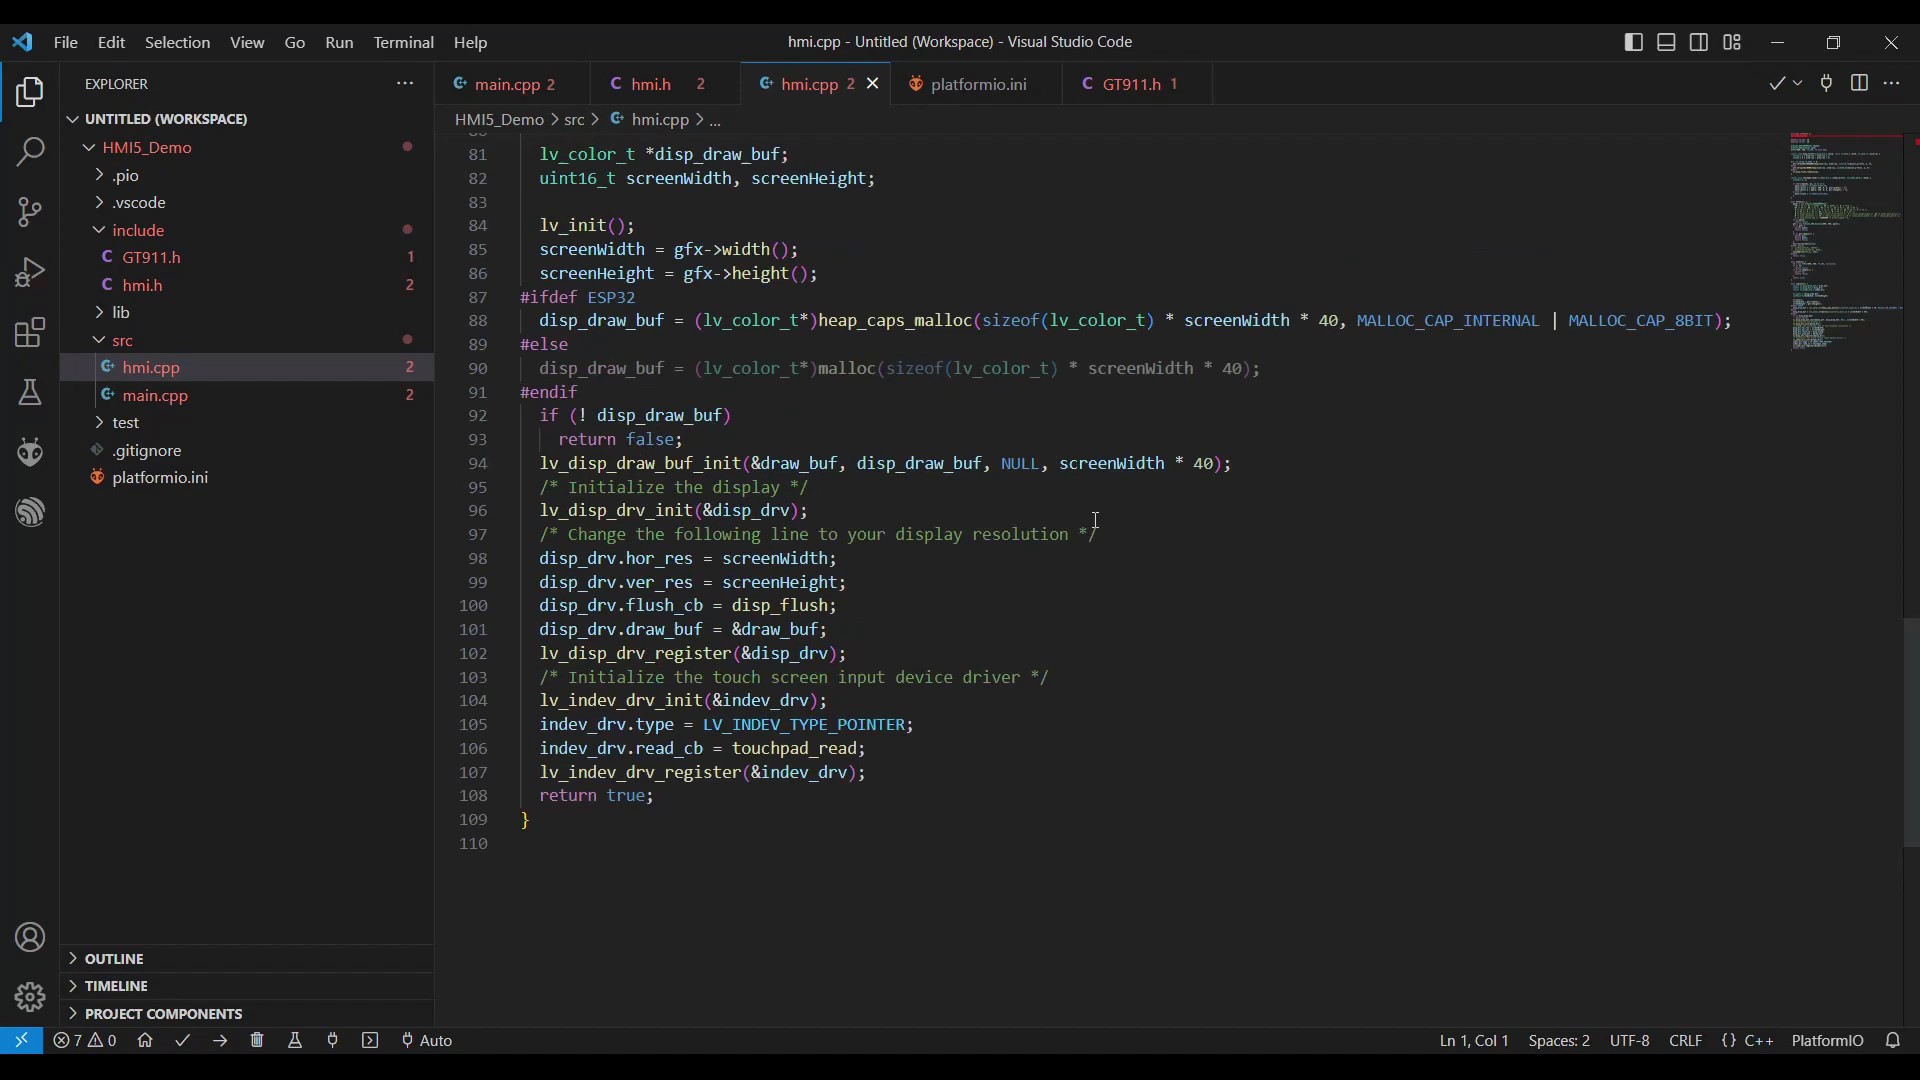 File Edit Selection View Go Run Terminal Help hmi.cpp - Untitled (Workspace) - Visual Studio Code
EXPLORER
UNTITLED (WORKSPACE)
HMI5_Demo
.pio
.vscode
include
GT911.h 1
hmi.h 2
lib
src
hmi.cpp 2
main.cpp 2
test
.gitignore
platformio.ini
OUTLINE
TIMELINE
PROJECT COMPONENTS
main.cpp 2 hmi.h 2 hmi.cpp 2 platformio.ini GT911.h 1
HMI5_Demo > src > hmi.cpp > ...
81 lv_color_t *disp_draw_buf;
82 uint16_t screenWidth, screenHeight;
83
84 lv_init();
85 screenWidth = gfx->width();
86 screenHeight = gfx->height();
87 #ifdef ESP32
88 disp_draw_buf = (lv_color_t*)heap_caps_malloc(sizeof(lv_color_t) * screenWidth * 40, MALLOC_CAP_INTERNAL | MALLOC_CAP_8BIT);
89 #else
90 disp_draw_buf = (lv_color_t*)malloc(sizeof(lv_color_t) * screenWidth * 40);
91 #endif
92 if (! disp_draw_buf)
93 return false;
94 lv_disp_draw_buf_init(&draw_buf, disp_draw_buf, NULL, screenWidth * 40);
95 /* Initialize the display */
96 lv_disp_drv_init(&disp_drv);
97 /* Change the following line to your display resolution */
98 disp_drv.hor_res = screenWidth;
99 disp_drv.ver_res = screenHeight;
100 disp_drv.flush_cb = disp_flush;
101 disp_drv.draw_buf = &draw_buf;
102 lv_disp_drv_register(&disp_drv);
103 /* Initialize the touch screen input device driver */
104 lv_indev_drv_init(&indev_drv);
105 indev_drv.type = LV_INDEV_TYPE_POINTER;
106 indev_drv.read_cb = touchpad_read;
107 lv_indev_drv_register(&indev_drv);
108 return true;
109 }
110
7 0 Auto Ln 1, Col 1 Spaces: 2 UTF-8 CRLF {} C++ PlatformIO